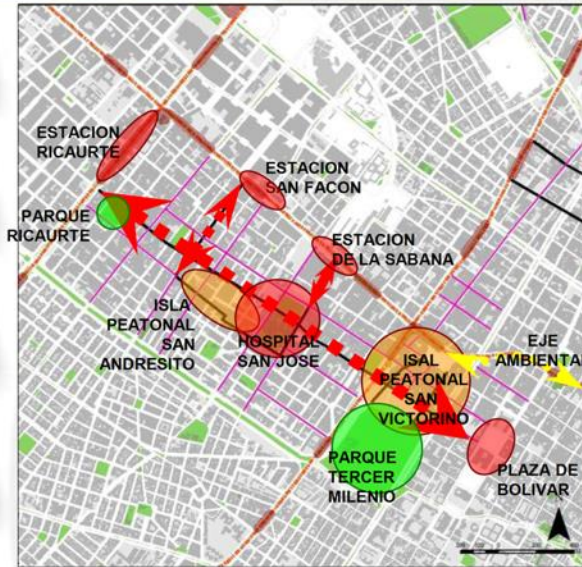 ESTACION
RICAURTE
ESTACION
SAN FACON
PARQUE
RICAURTE
ESTACION
DE LA SABANA
ISLA
PEATONAL
SAN
ANDRESITO
HOSPITAL
SAN JOSE
ISAL
PEATONAL
SAN
VICTORINO
EJE
AMBIENTAL
PARQUE
TERCER
MILENIO
PLAZA DE
BOLIVAR